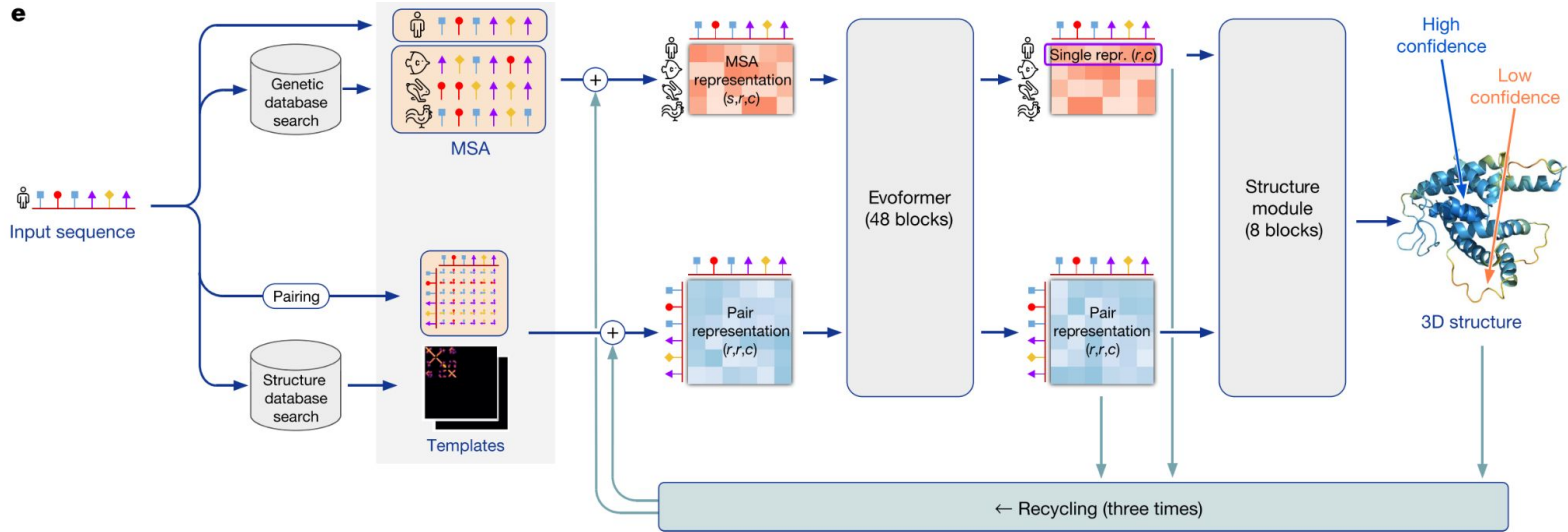 e
Input sequence
Genetic
database
search
MSA
Pairing
Structure
database
search
Templates
+
+
MSA
representation
(s,r,c)
Pair
representation
(r,r,c)
Evoformer
(48 blocks)
Single repr. (r,c)
Pair
representation
(r,r,c)
Structure
module
(8 blocks)
High
confidence
Low
confidence
3D structure
← Recycling (three times)